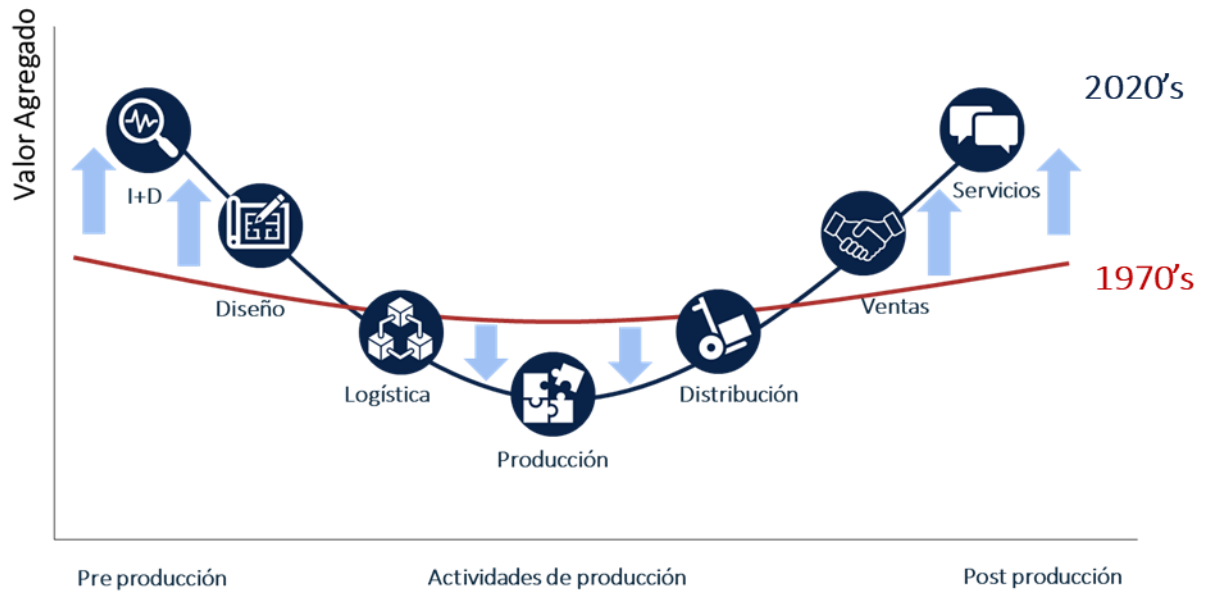 Valor Agregado
2020's
I+D
Servicios
1970's
Diseño
Ventas
Logística
Distribución
Producción
Pre producción
Actividades de producción
Post producción